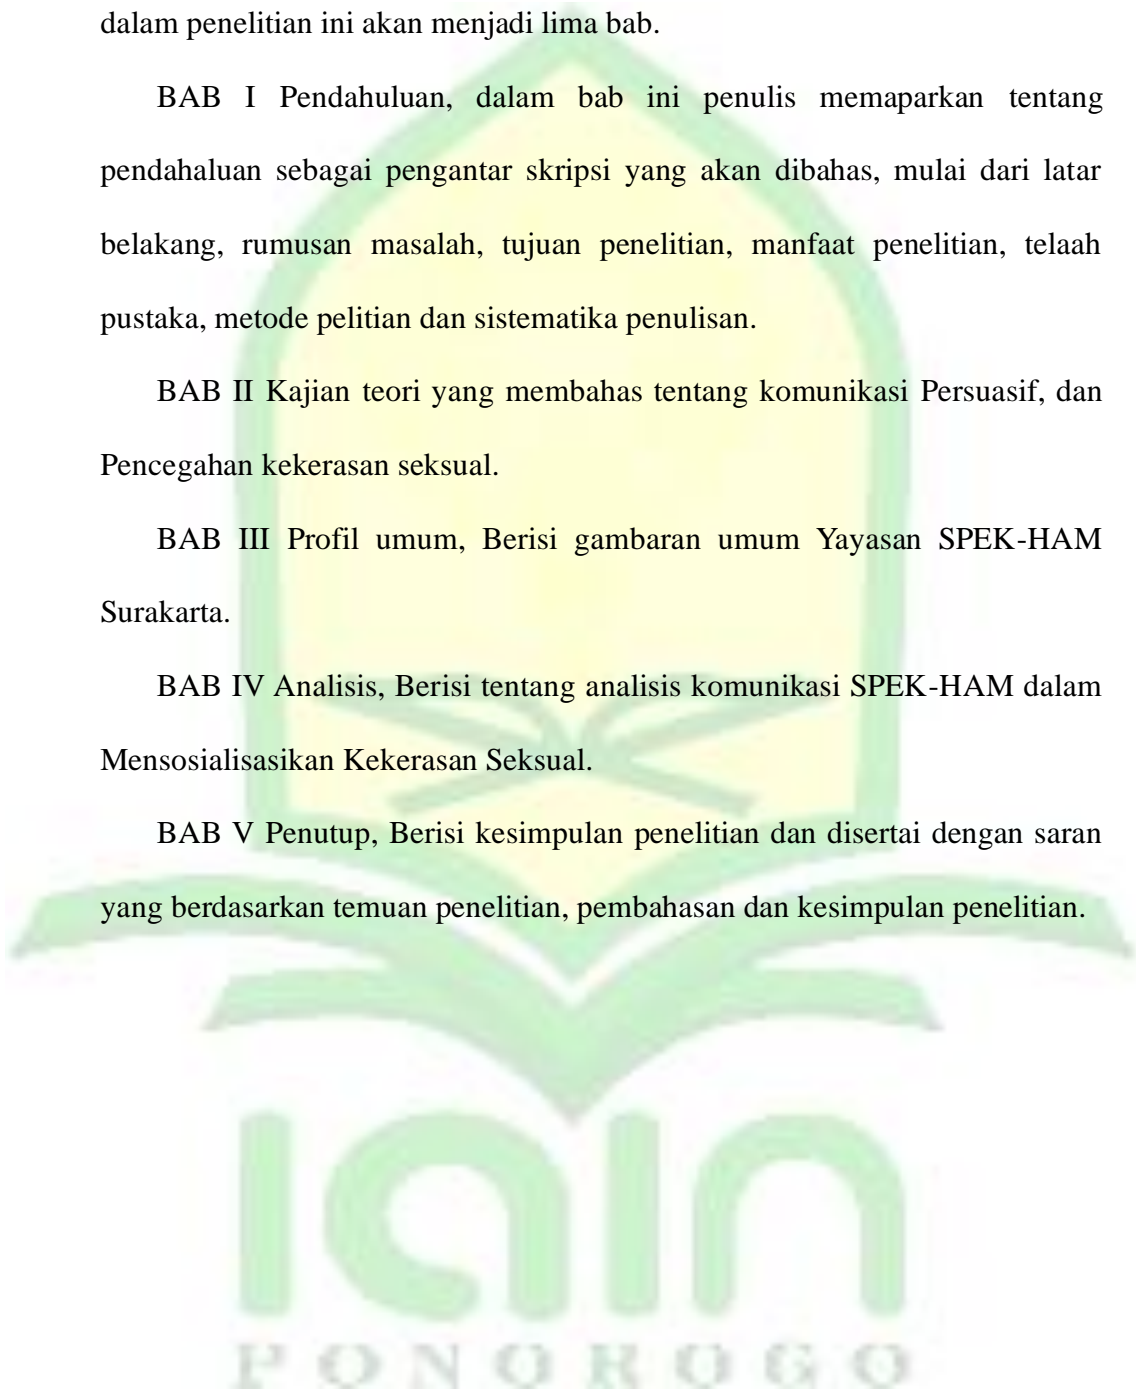 dalam penelitian ini akan menjadi lima bab.
BAB I Pendahuluan, dalam bab ini penulis memaparkan tentang
pendahaluan sebagai pengantar skripsi yang akan dibahas, mulai dari latar
belakang, rumusan masalah, tujuan penelitian, manfaat penelitian, telaah
pustaka, metode pelitian dan sistematika penulisan.
BAB II Kajian teori yang membahas tentang komunikasi Persuasif, dan
Pencegahan kekerasan seksual.
BAB III Profil umum, Berisi gambaran umum Yayasan SPEK-HAM
Surakarta.
BAB IV Analisis, Berisi tentang analisis komunikasi SPEK-HAM dalam
Mensosialisasikan Kekerasan Seksual.
BAB V Penutup, Berisi kesimpulan penelitian dan disertai dengan saran
yang berdasarkan temuan penelitian, pembahasan dan kesimpulan penelitian.
iain
PONOROGO